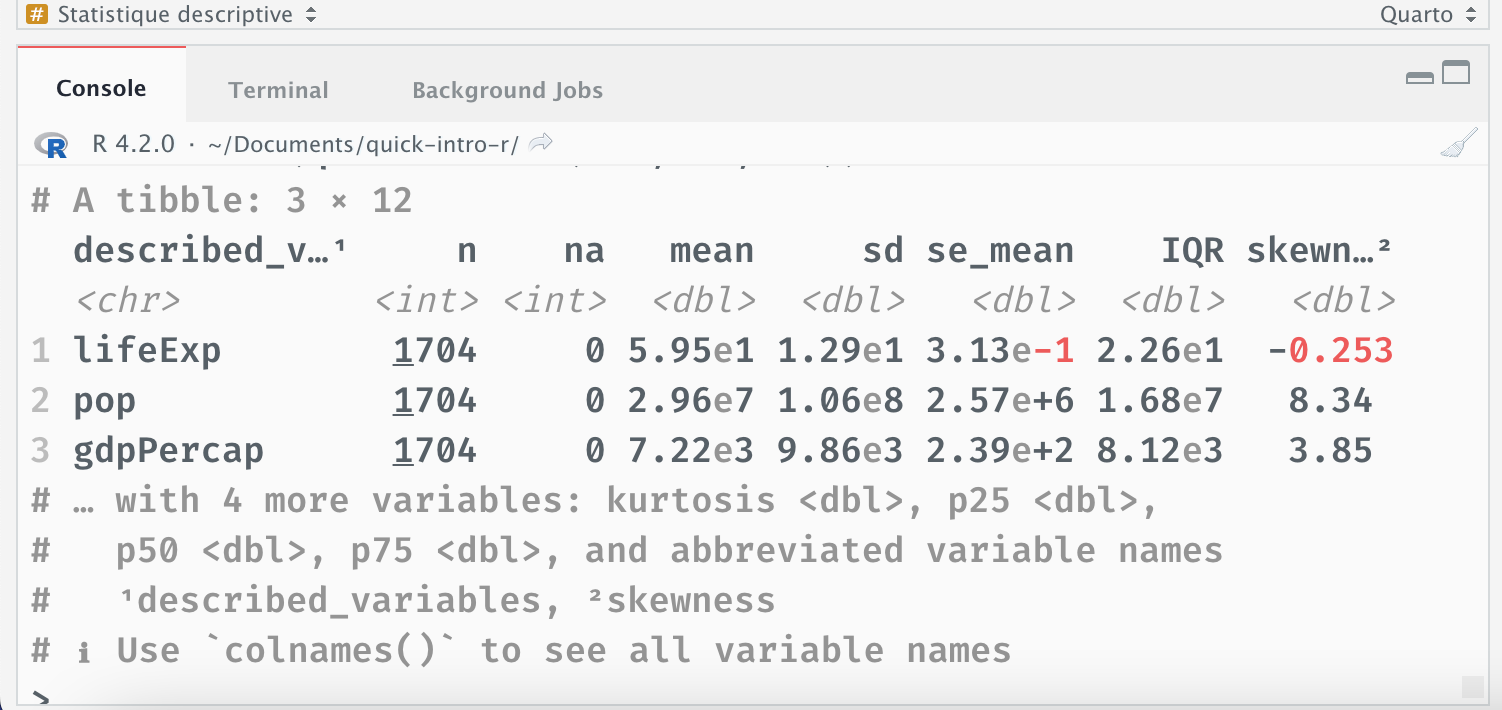 # Statistique descriptive Quarto
Console Terminal Background Jobs
R 4.2.0 · ~/Documents/quick-intro-r/
# A tibble: 3 × 12
described_v…¹ n na mean sd se_mean IQR skewn…²
<chr> <int> <int> <dbl> <dbl> <dbl> <dbl> <dbl>
1 lifeExp 1704 0 5.95e1 1.29e1 3.13e-1 2.26e1 -0.253
2 pop 1704 0 2.96e7 1.06e8 2.57e+6 1.68e7 8.34
3 gdpPercap 1704 0 7.22e3 9.86e3 2.39e+2 8.12e3 3.85
# … with 4 more variables: kurtosis <dbl>, p25 <dbl>,
# p50 <dbl>, p75 <dbl>, and abbreviated variable names
# ¹described_variables, ²skewness
# ℹ Use `colnames()` to see all variable names
>